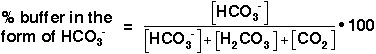 % buffer in the form of HCO₃⁻ = [HCO₃⁻] / ([HCO₃⁻]+[H₂CO₃]+[CO₂]) •100